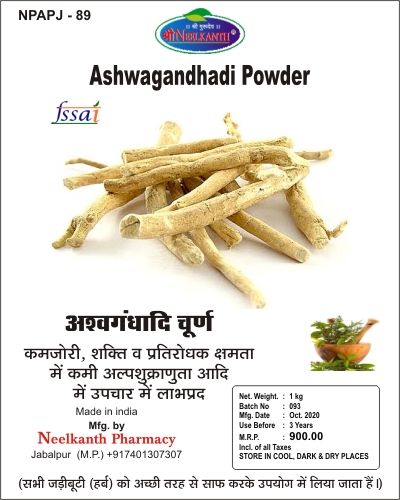 NPAPJ - 89
|| श्री गुरूदेव ||
श्री NEELKANTH
Ashwagandhadi Powder
fssai
अश्वगंधादि चूर्ण
कमजोरी, शक्ति व प्रतिरोधक क्षमता
में कमी अल्पशुक्राणुता आदि
में उपचार में लाभप्रद
Made in india
Mfg. by
Neelkanth Pharmacy
Jabalpur (M.P.) +917401307307
Net. Weight. : 1 kg
Batch No : 093
Mfg. Date : Oct. 2020
Use Before : 3 Years
M.R.P. : 900.00
Incl. of all Taxes
STORE IN COOL, DARK & DRY PLACES
(सभी जड़ीबूटी (हर्ब) को अच्छी तरह से साफ करके उपयोग में लिया जाता हैं।)